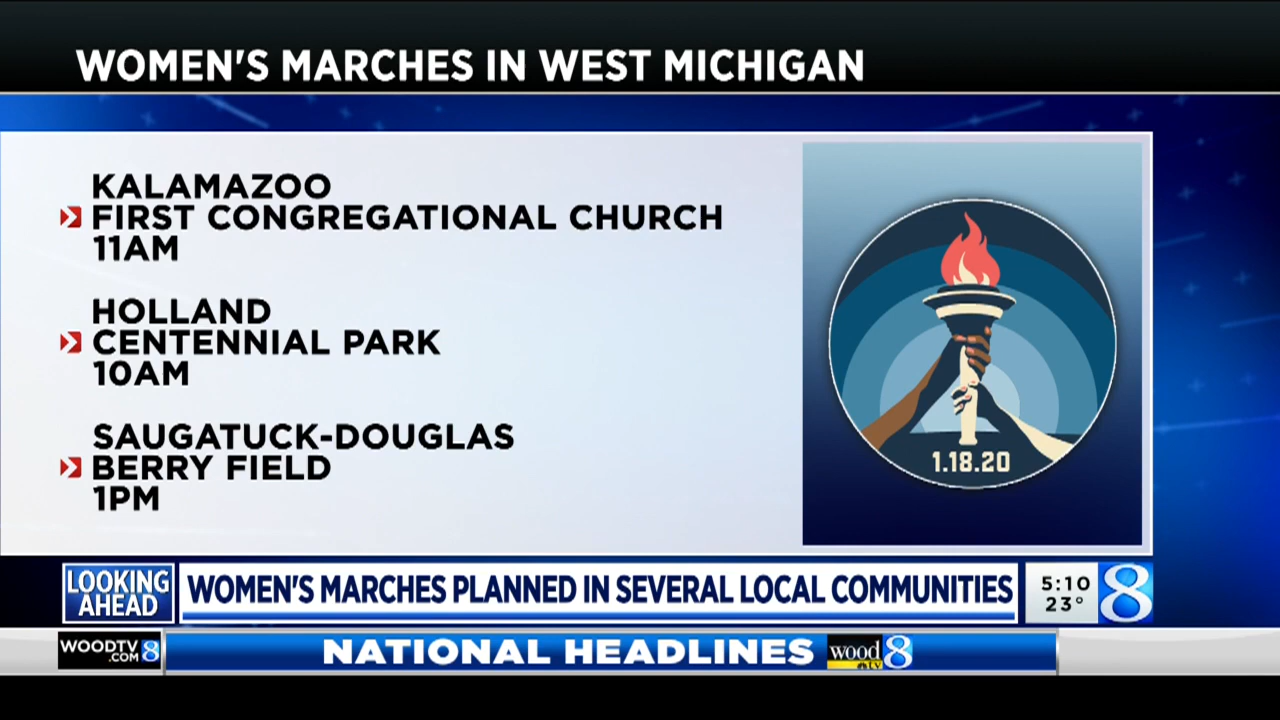 WOMEN'S MARCHES IN WEST MICHIGAN
KALAMAZOO
FIRST CONGREGATIONAL CHURCH
11AM
HOLLAND
CENTENNIAL PARK
10AM
SAUGATUCK-DOUGLAS
BERRY FIELD
1PM
1.18.20
LOOKING
AHEAD
WOMEN'S MARCHES PLANNED IN SEVERAL LOCAL COMMUNITIES
5:10
23°
8
WOODTV
.COM 8
NATIONAL HEADLINES
wood
tv
8